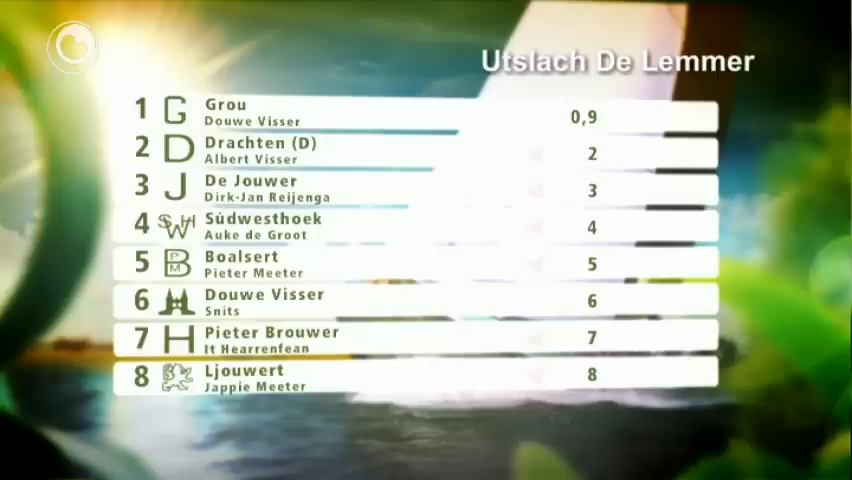 Utslach De Lemmer
1 G Grou 0,9
Douwe Visser
2 D Drachten (D) 2
Albert Visser
3 J De Jouwer 3
Dirk-Jan Reijenga
4 SWH Súdwesthoek 4
Auke de Groot
5 B PM Boalsert 5
Pieter Meeter
6 Douwe Visser 6
Snits
7 H Pieter Brouwer 7
It Hearrenfean
8 Ljouwert 8
Jappie Meeter